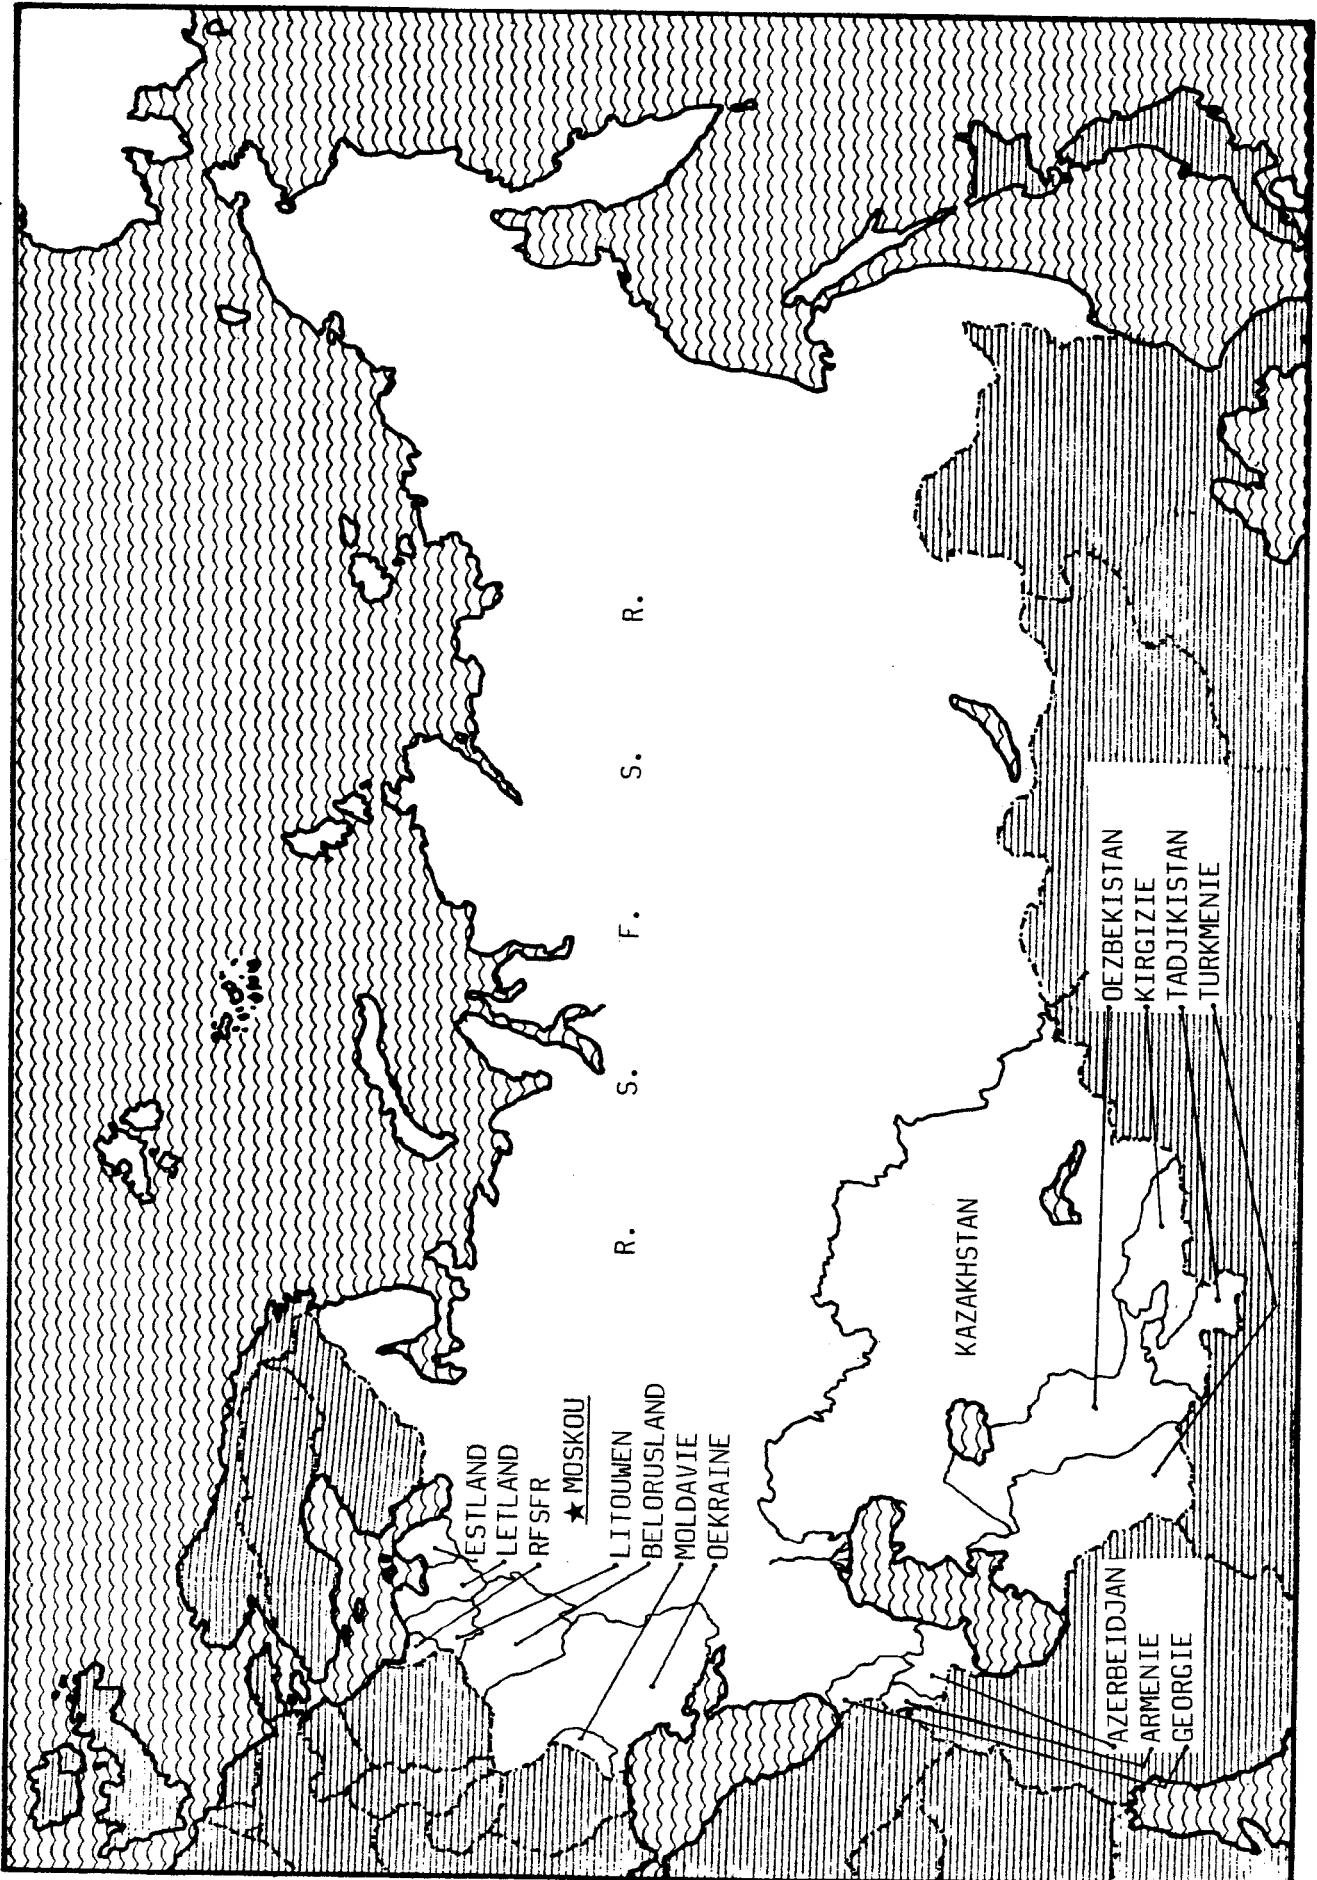 R. S. F. S. R.
ESTLAND
LETLAND
RFSFR
★ MOSKOU
LITOUWEN
BELORUSLAND
MOLDAVIE
OEKRAINE
KAZAKHSTAN
OEZBEKISTAN
KIRGIZIE
TADJIKISTAN
TURKMENIE
AZERBEIDJAN
ARMENIE
GEORGIE